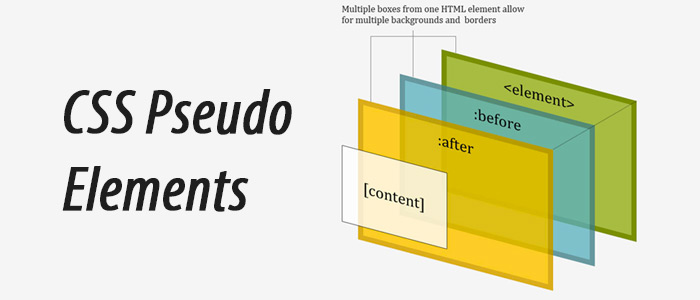 Multiple boxes from one HTML element allow
for multiple backgrounds and borders
CSS Pseudo
Elements
<element>
:before
:after
[content]